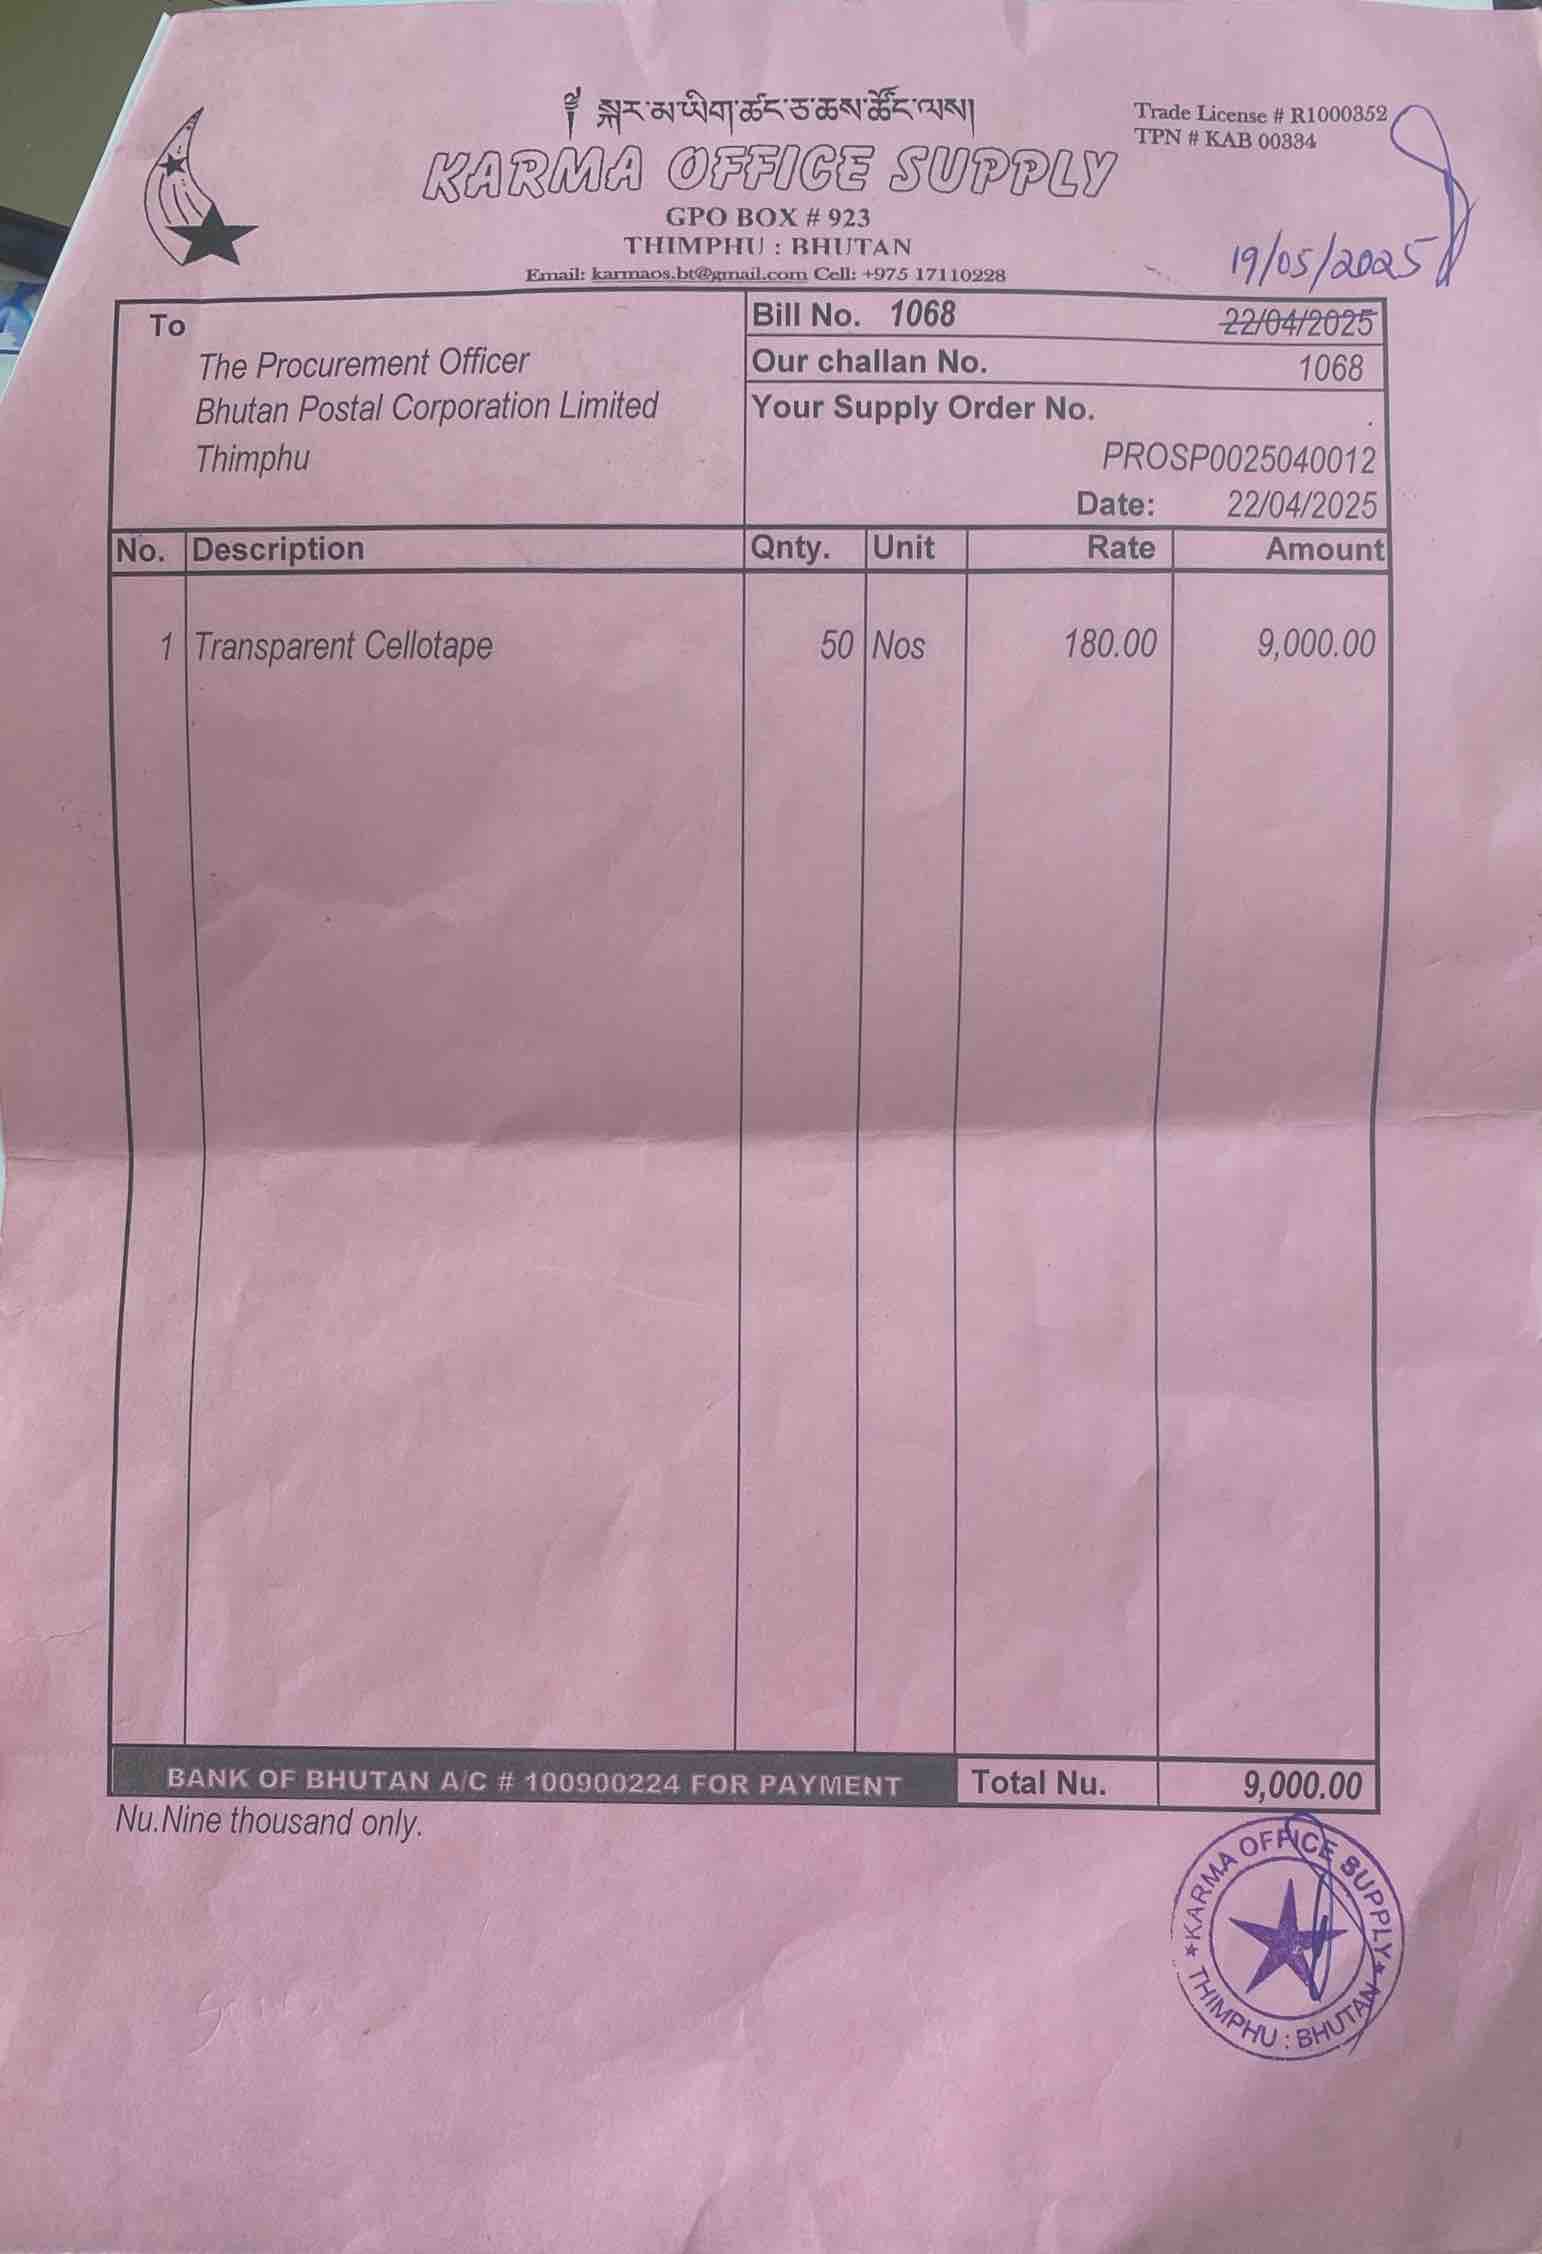 ༈ སྐར་མ་ཡིག་ཚང་ཅ་ཆས་ཚོང་ལས།
KARMA OFFICE SUPPLY
GPO BOX # 923
THIMPHU : BHUTAN
Email: karmaos.bt@gmail.com Cell: +975 17110228
Trade License # R1000352
TPN # KAB 00334
19/05/2025
To
The Procurement Officer
Bhutan Postal Corporation Limited
Thimphu
Bill No. 1068 22/04/2025
Our challan No. 1068
Your Supply Order No.
PROSP0025040012
Date: 22/04/2025
No. Description Qnty. Unit Rate Amount
1 Transparent Cellotape 50 Nos 180.00 9,000.00
BANK OF BHUTAN A/C # 100900224 FOR PAYMENT Total Nu. 9,000.00
Nu.Nine thousand only.
KARMA OFFICE SUPPLY
THIMPHU : BHUTAN